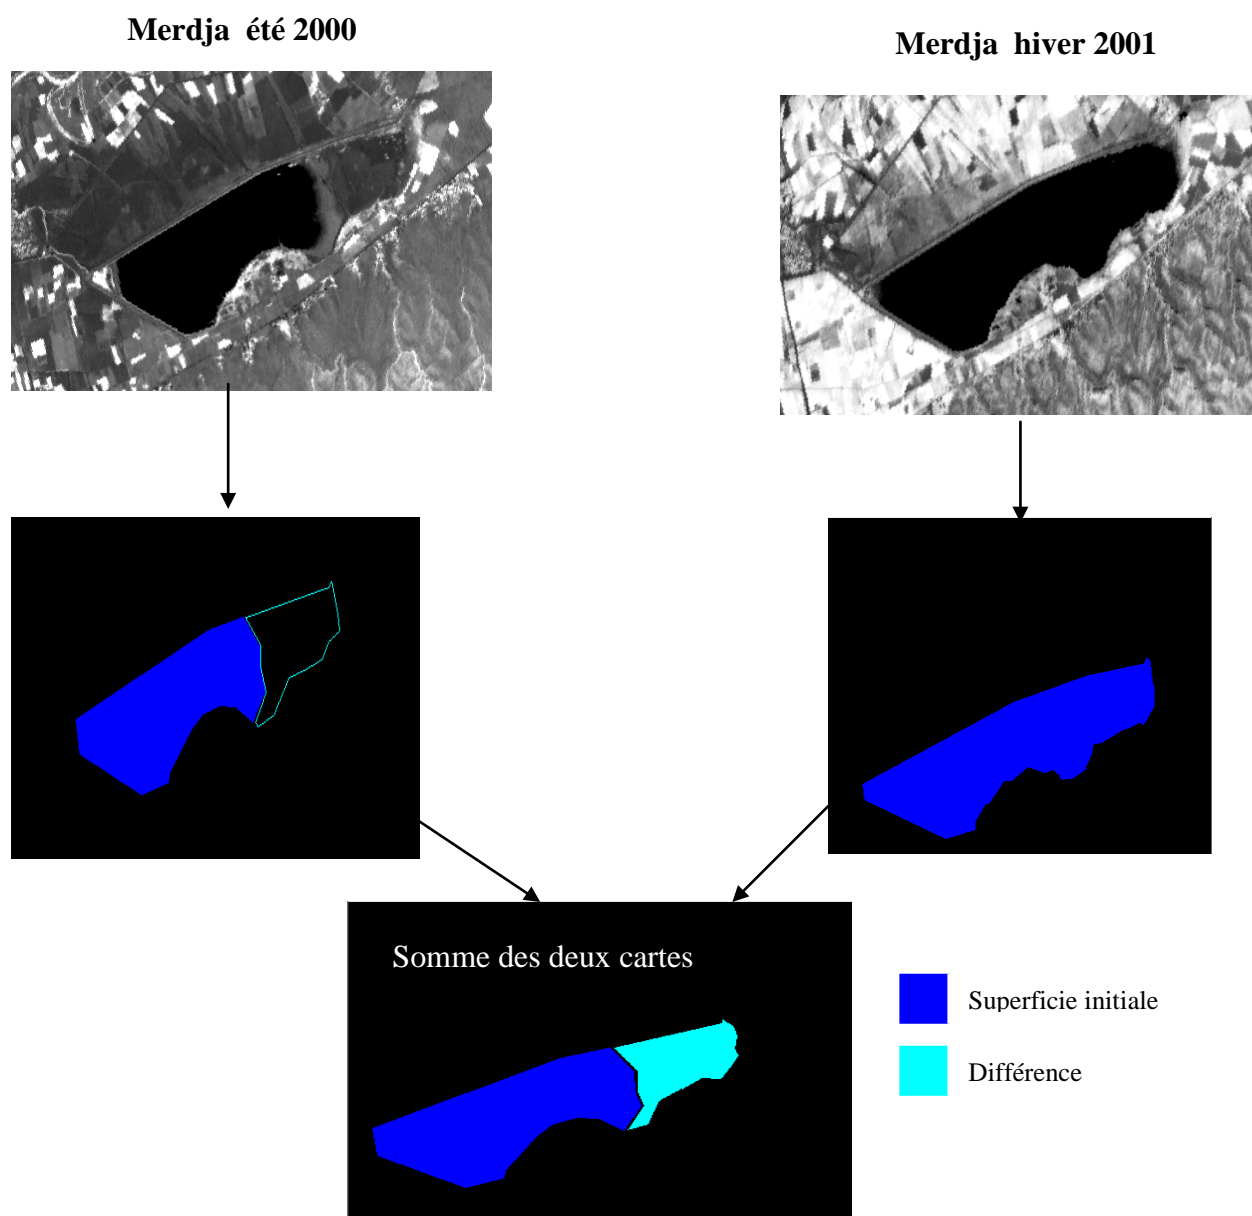 Merdja été 2000
Merdja hiver 2001
Somme des deux cartes
Superficie initiale
Différence